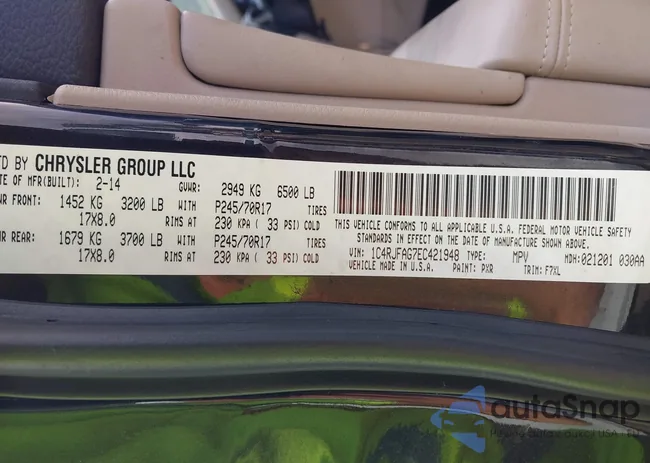 TD BY CHRYSLER GROUP LLC
TE OF MFR(BUILT): 2-14 GVWR: 2949 KG 6500 LB
WR FRONT: 1452 KG 3200 LB WITH P245/70R17 TIRES
17X8.0 RIMS AT 230 KPA ( 33 PSI) COLD
WR REAR: 1679 KG 3700 LB WITH P245/70R17 TIRES
17X8.0 RIMS AT 230 KPA ( 33 PSI) COLD
THIS VEHICLE CONFORMS TO ALL APPLICABLE U.S.A. FEDERAL MOTOR VEHICLE SAFETY
STANDARDS IN EFFECT ON THE DATE OF MANUFACTURE SHOWN ABOVE.
VIN: 1C4RJFAG7EC421948 TYPE: MPV MDH:021201 030AA
VEHICLE MADE IN U.S.A. PAINT: PXR TRIM: F7XL
autoSnap